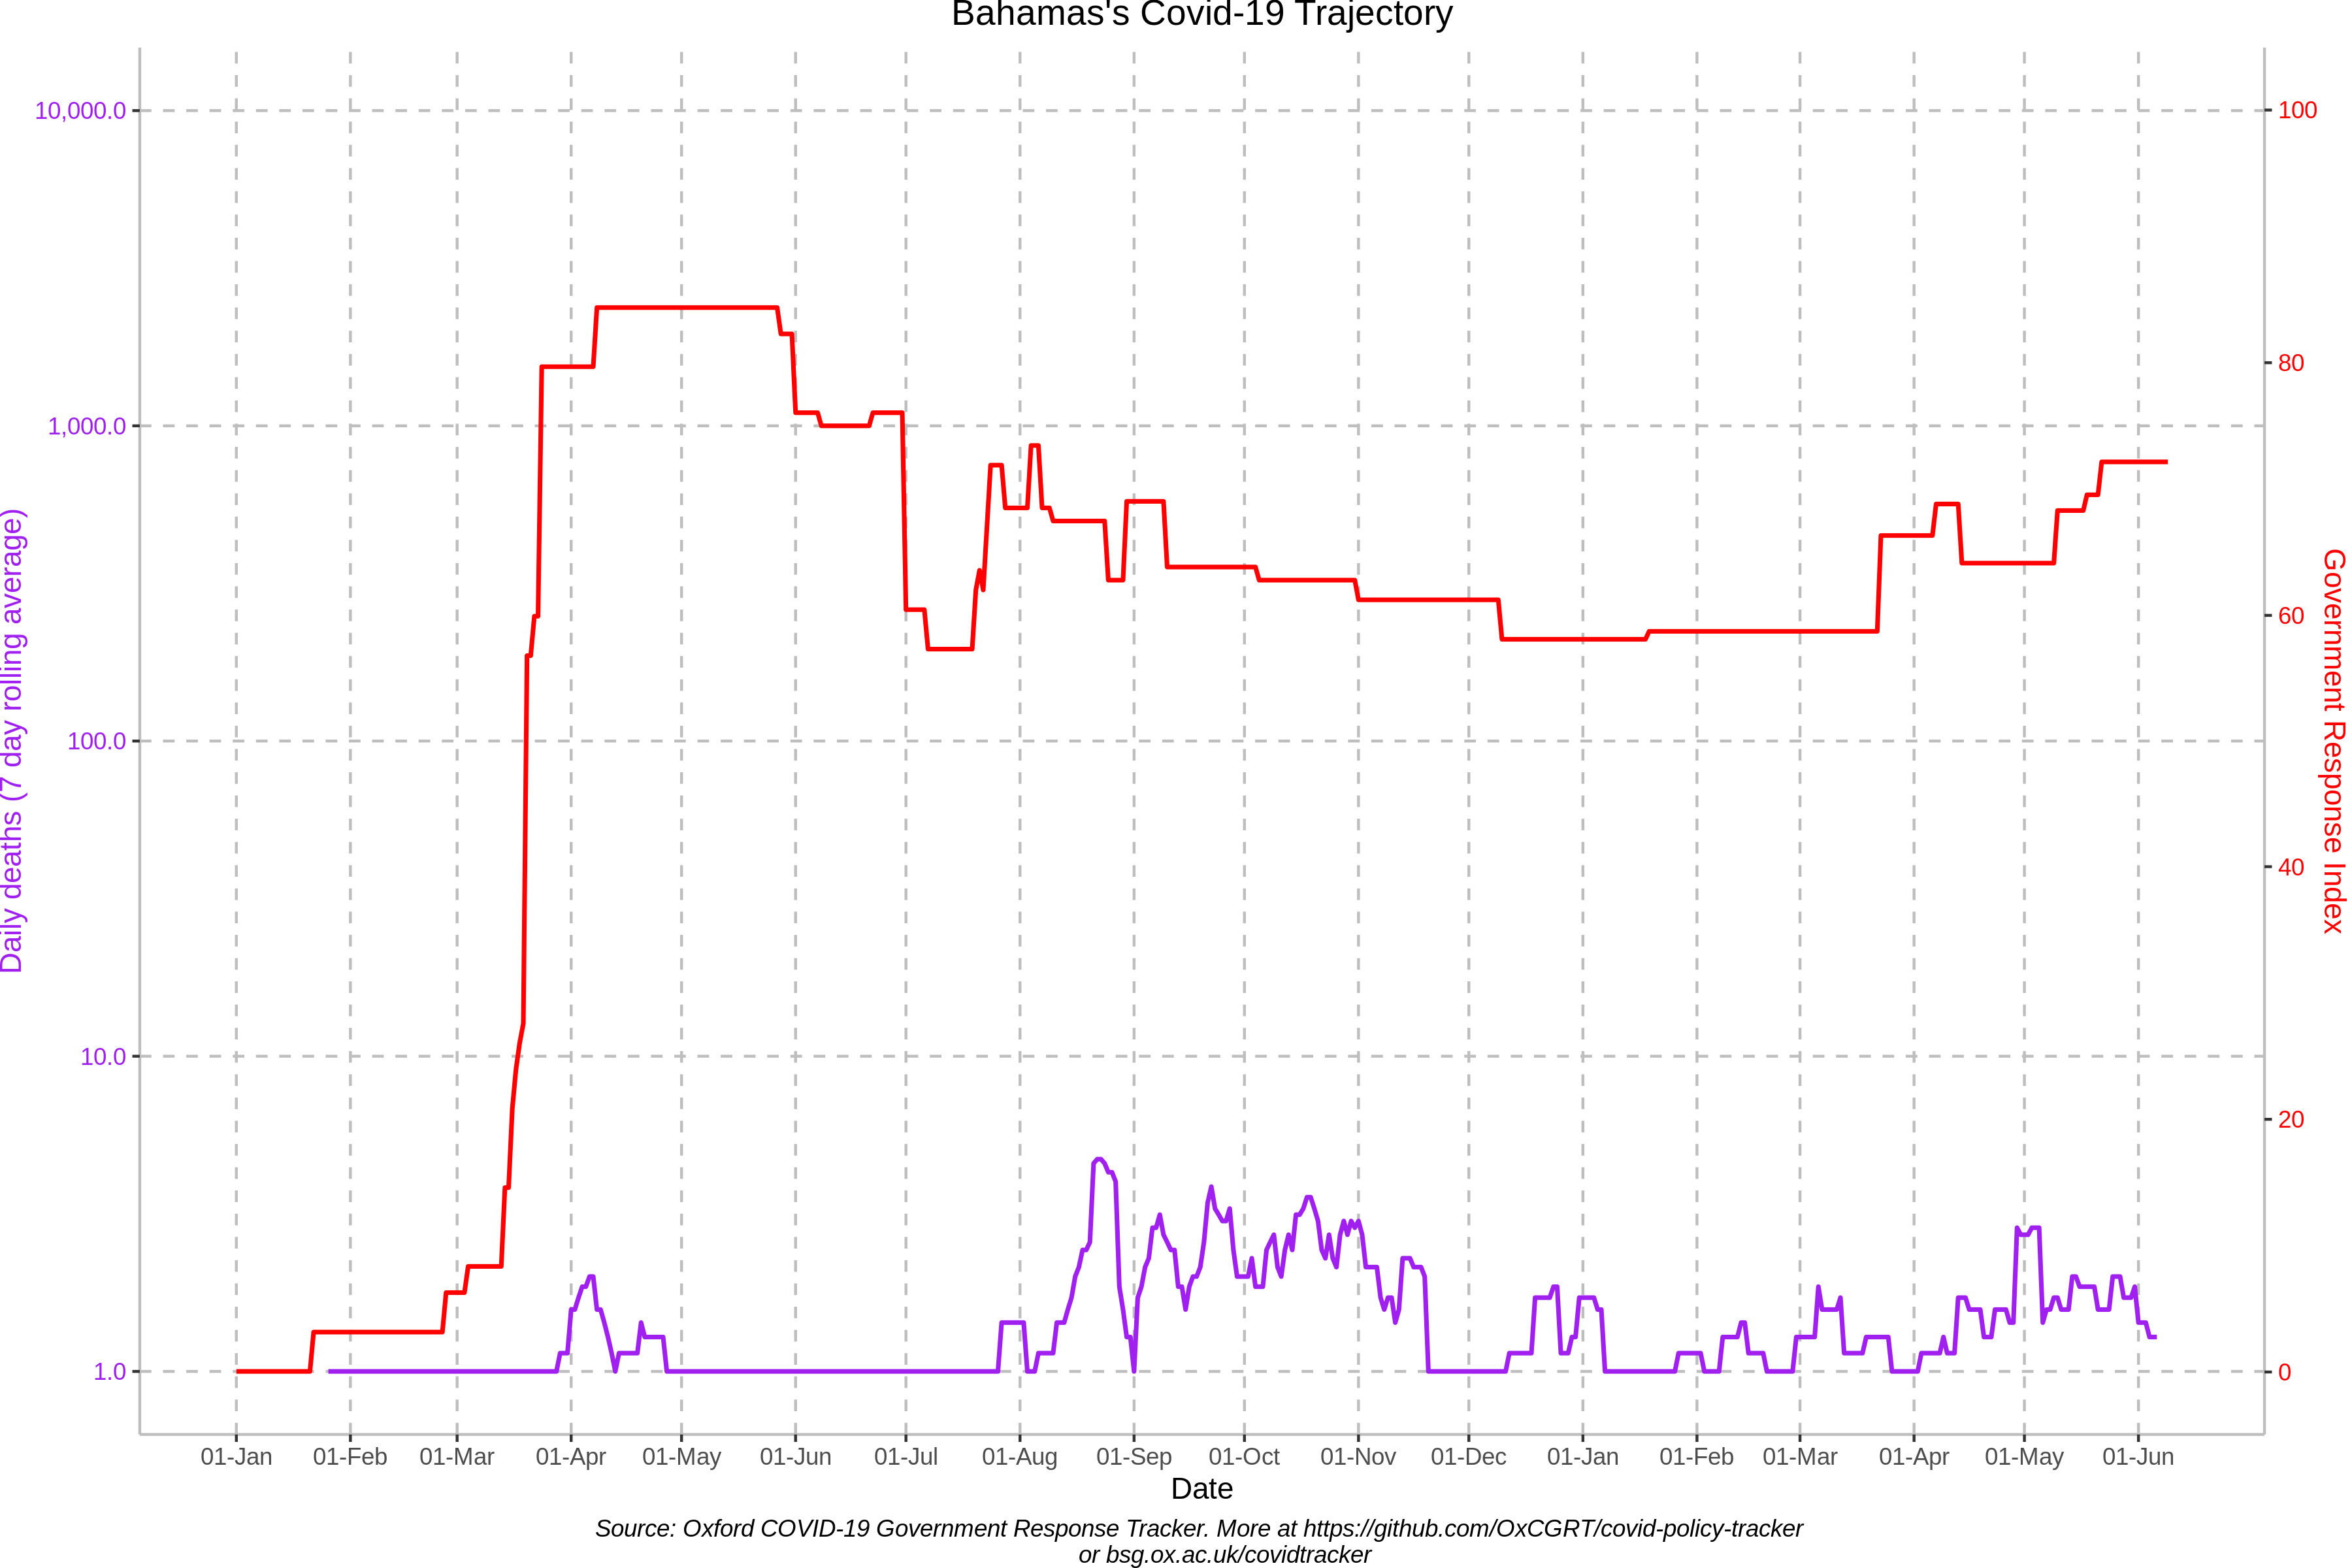 Bahamas's Covid-19 Trajectory
10,000.0
1,000.0
100.0
10.0
1.0
Daily deaths (7 day rolling average)
100
80
60
40
20
0
Government Response Index
01-Jan 01-Feb 01-Mar 01-Apr 01-May 01-Jun 01-Jul 01-Aug 01-Sep 01-Oct 01-Nov 01-Dec 01-Jan 01-Feb 01-Mar 01-Apr 01-May 01-Jun
Date
Source: Oxford COVID-19 Government Response Tracker. More at https://github.com/OxCGRT/covid-policy-tracker
or bsg.ox.ac.uk/covidtracker